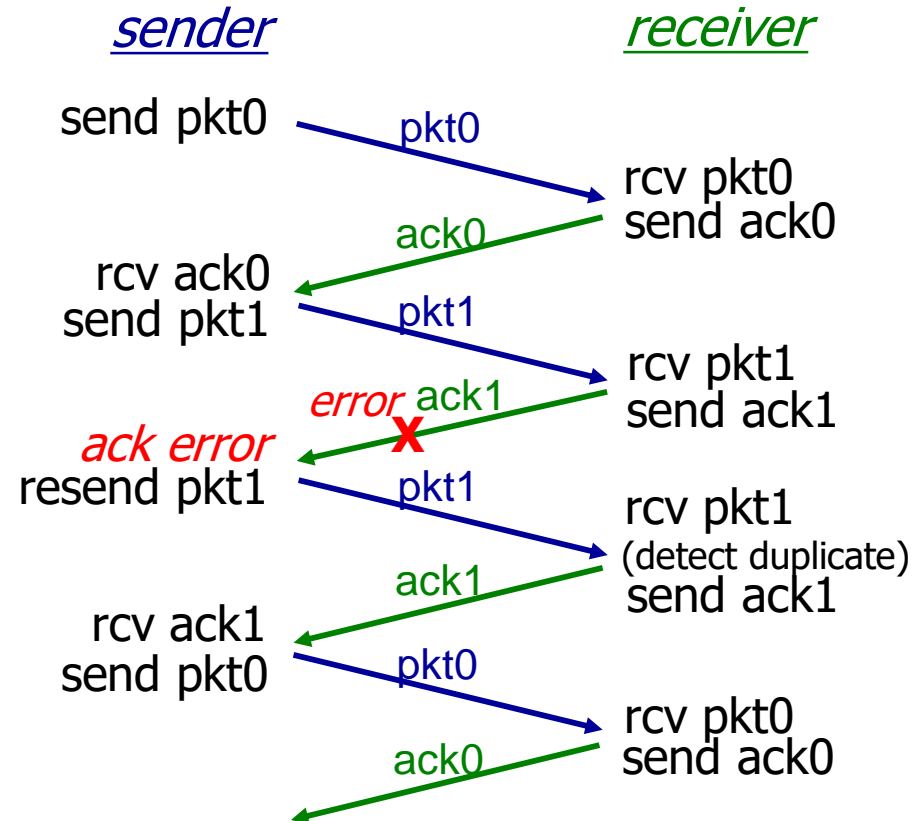 sender
receiver
send pkt0
pkt0
rcv pkt0
send ack0
ack0
rcv ack0
send pkt1
pkt1
rcv pkt1
send ack1
error
ack1
X
ack error
resend pkt1
pkt1
rcv pkt1
(detect duplicate)
send ack1
ack1
rcv ack1
send pkt0
pkt0
rcv pkt0
send ack0
ack0